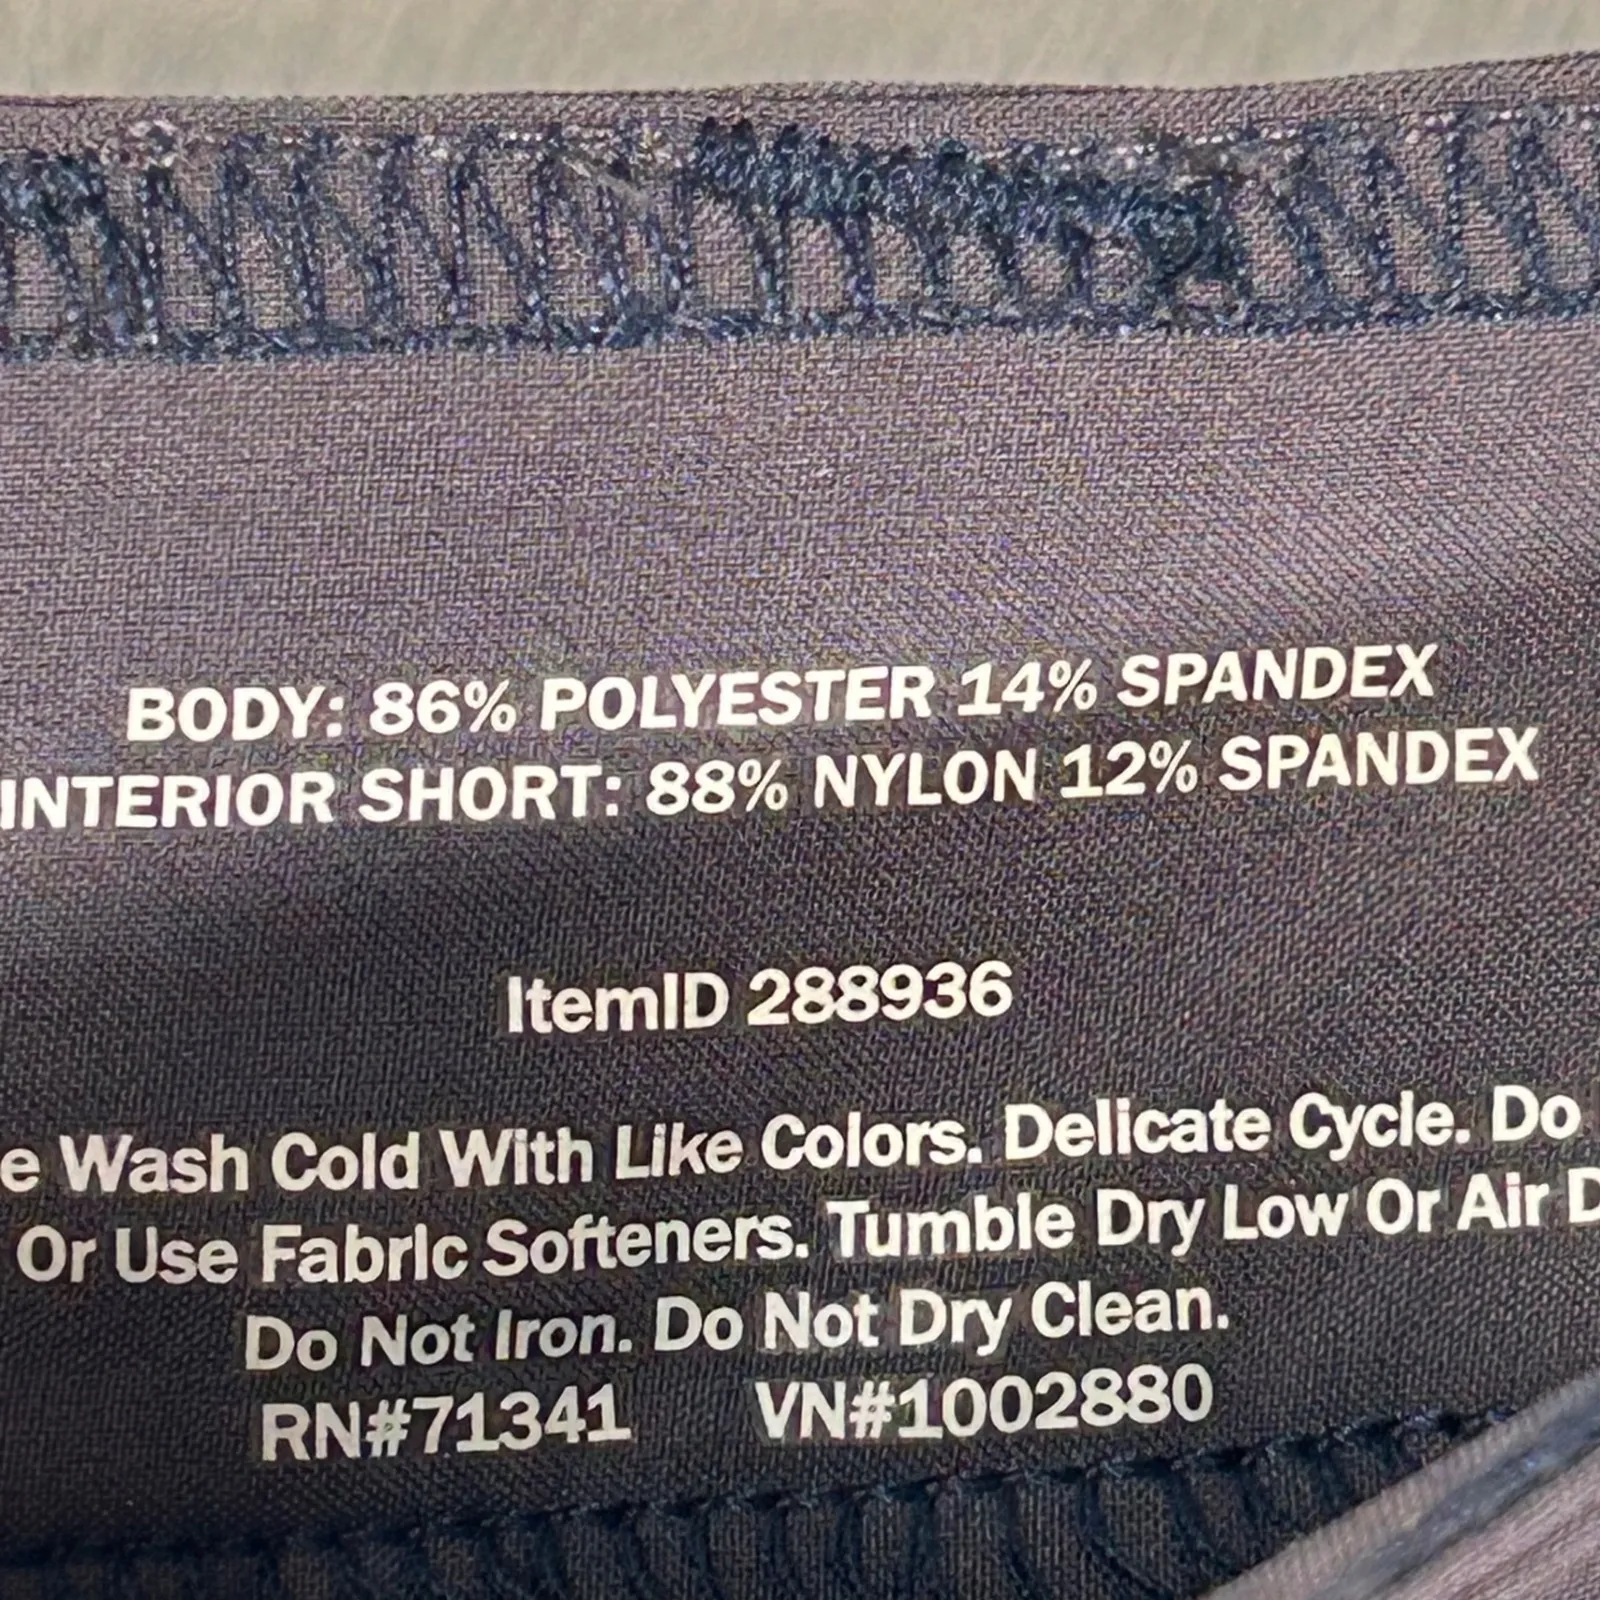 BODY: 86% POLYESTER 14% SPANDEX
INTERIOR SHORT: 88% NYLON 12% SPANDEX
ItemID 288936
e Wash Cold With Like Colors. Delicate Cycle. Do
Or Use Fabric Softeners. Tumble Dry Low Or Air D
Do Not Iron. Do Not Dry Clean.
RN#71341 VN#1002880